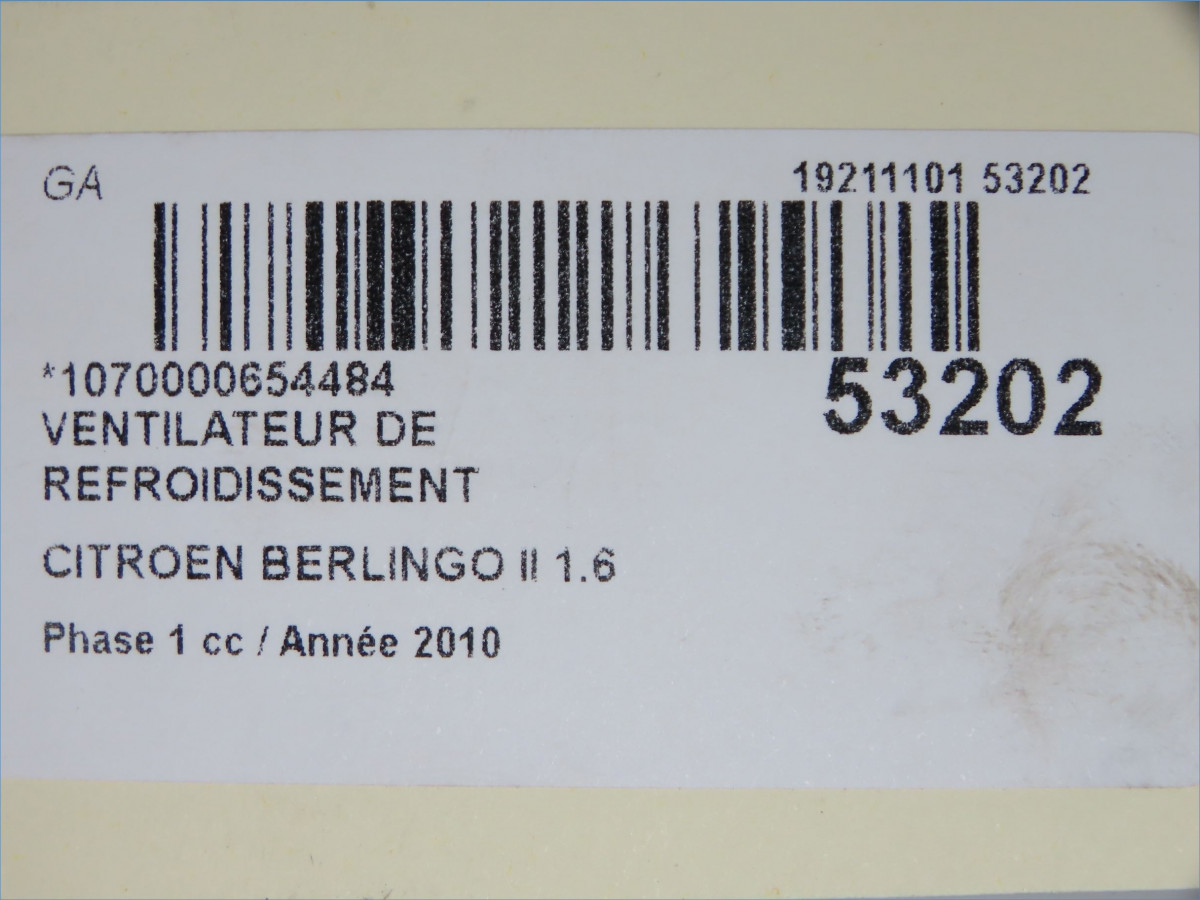 GA
19211101 53202
*1070000654484
53202
VENTILATEUR DE
REFROIDISSEMENT
CITROEN BERLINGO II 1.6
Phase 1 cc / Année 2010